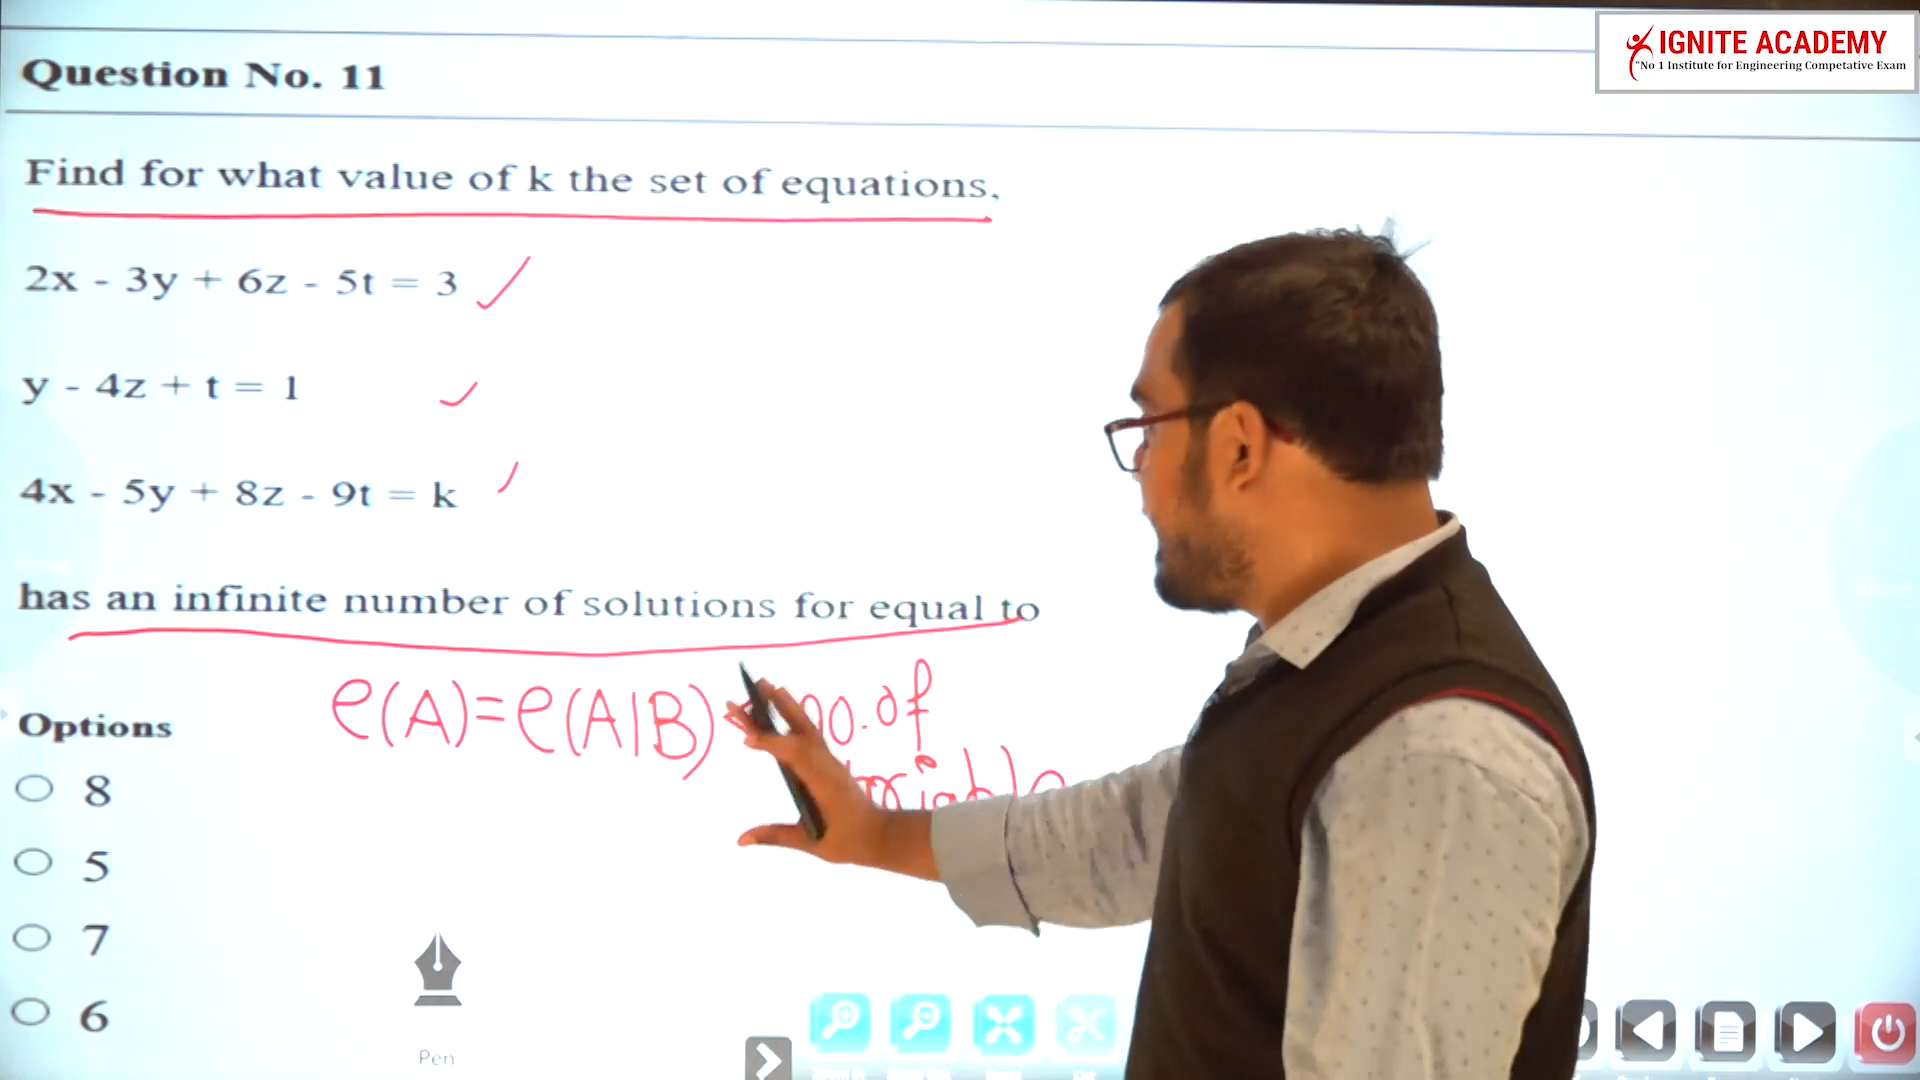 IGNITE ACADEMY
"No 1 Institute for Engineering Competative Exam
Question No. 11
Find for what value of k the set of equations,
2x - 3y + 6z - 5t = 3
y - 4z + t = 1
4x - 5y + 8z - 9t = k
has an infinite number of solutions for equal to
ρ(A)=ρ(A|B) < no. of
Options
8
5
7
6
Pen